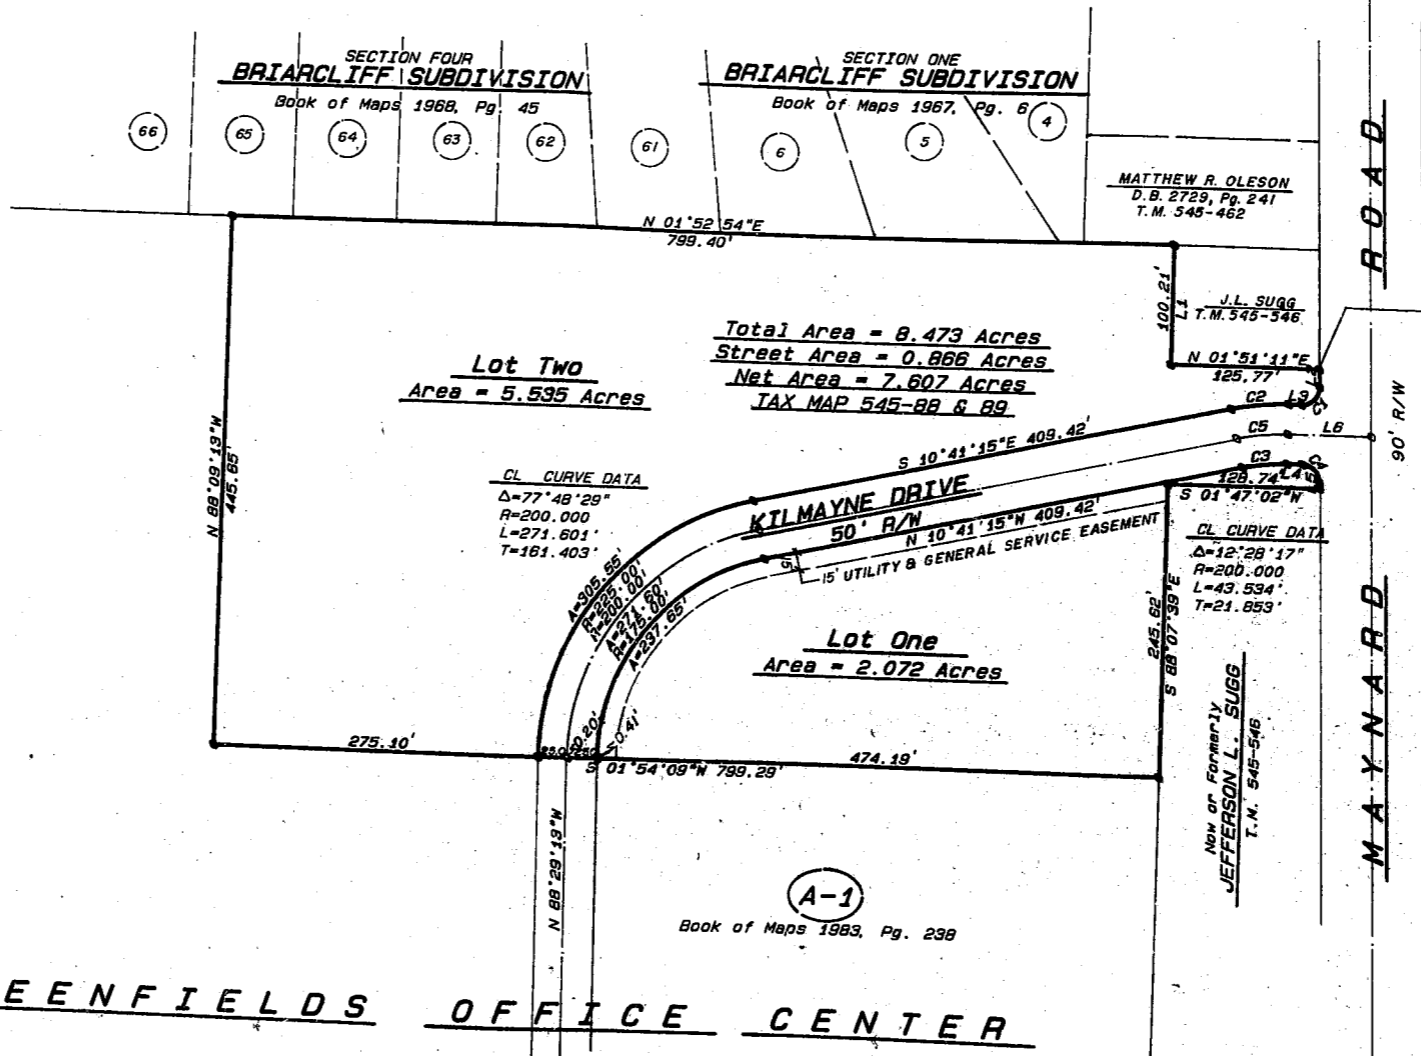 SECTION FOUR
BRIARCLIFF SUBDIVISION
Book of Maps 1968, Pg. 45
SECTION ONE
BRIARCLIFF SUBDIVISION
Book of Maps 1967, Pg. 6
66
65
64
63
62
61
6
5
4
MATTHEW R. OLESON
D.B. 2729, Pg. 241
T.M. 545-462
ROAD
N 01°52'54"E
799.40'
100.21'
L1
J.L. SUGG
T.M. 545-546
N 01°51'11"E
125.77'
Total Area = 8.473 Acres
Street Area = 0.866 Acres
Net Area = 7.607 Acres
TAX MAP 545-88 & 89
Lot Two
Area = 5.535 Acres
N 88°09'13"W
445.65'
C2
L3
C5
L6
C3
L4
128.74'
S 01°47'02"W
90' R/W
S 10°41'15"E 409.42'
KILMAYNE DRIVE
50' R/W
N 10°41'15"W 409.42'
15' UTILITY & GENERAL SERVICE EASEMENT
CL CURVE DATA
Δ=77°48'29"
R=200.000
L=271.601'
T=161.403'
CL CURVE DATA
Δ=12°28'17"
R=200.000
L=43.534'
T=21.853'
A=305.55'
R=225.00'
R=200.00'
A=271.60'
R=175.00'
A=237.65'
Lot One
Area = 2.072 Acres
245.62'
S 88°07'39"E
Now or Formerly
JEFFERSON L. SUGG
T.M. 545-546
MAYNARD
275.10'
0.20'
0.41'
S 01°54'09"W 799.29'
474.19'
N 88°29'13"W
A-1
Book of Maps 1983, Pg. 238
EENFIELDS OFFICE CENTER